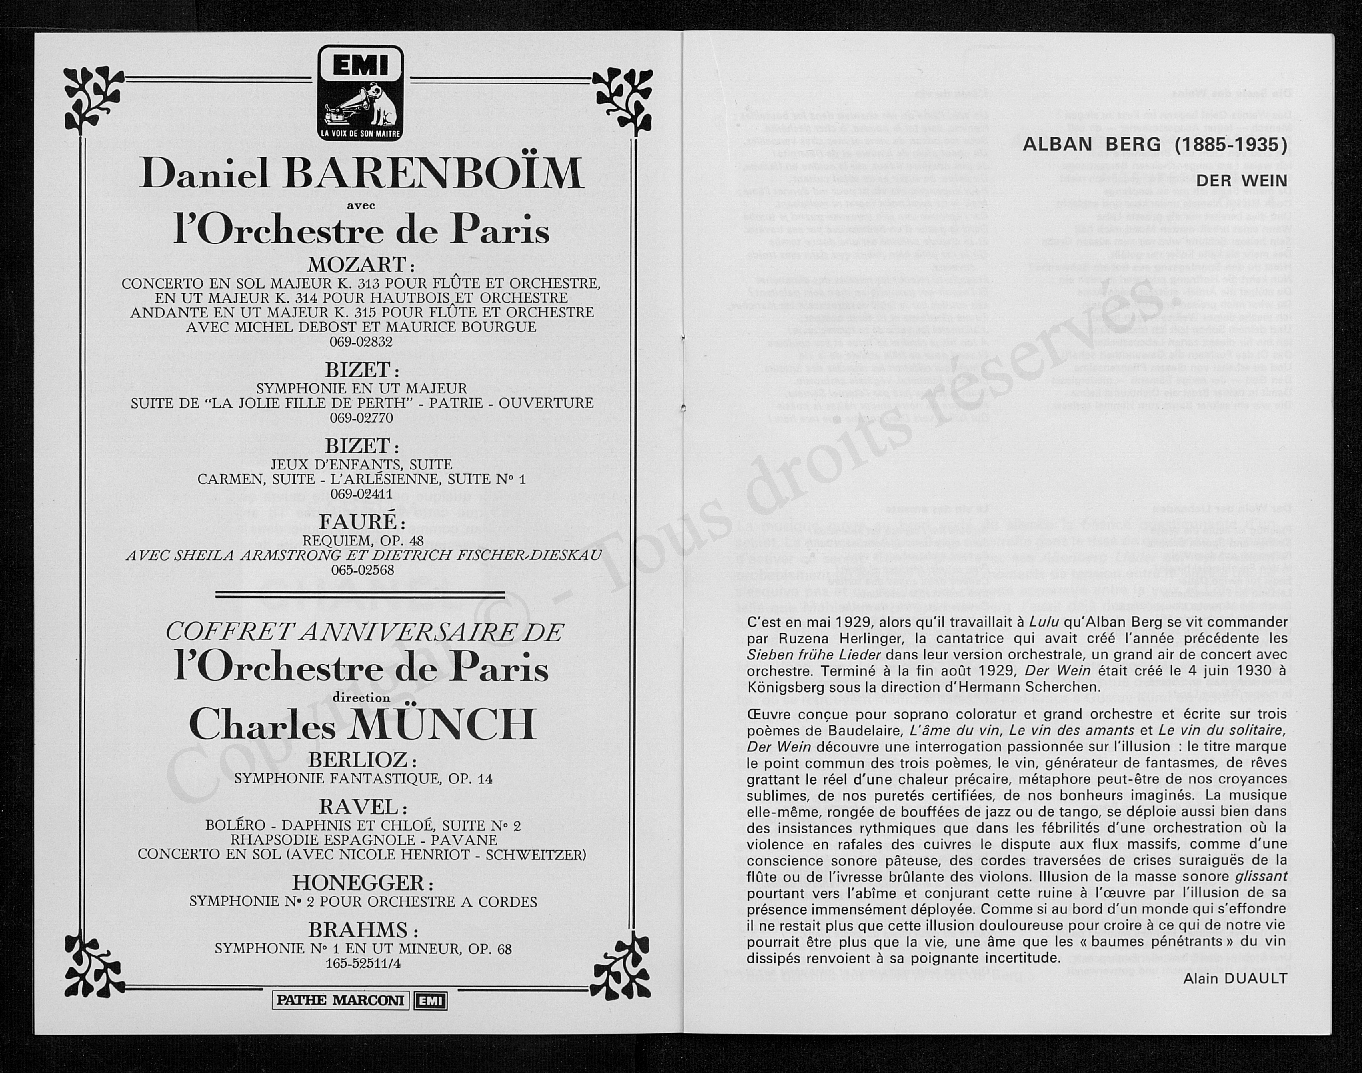 EMI
LA VOIX DE SON MAITRE
Daniel BARENBOÏM
avec
l'Orchestre de Paris
MOZART :
CONCERTO EN SOL MAJEUR K. 313 POUR FLÛTE ET ORCHESTRE,
EN UT MAJEUR K. 314 POUR HAUTBOIS ET ORCHESTRE
ANDANTE EN UT MAJEUR K. 315 POUR FLÛTE ET ORCHESTRE
AVEC MICHEL DEBOST ET MAURICE BOURGUE
069-02832
BIZET :
SYMPHONIE EN UT MAJEUR
SUITE DE "LA JOLIE FILLE DE PERTH" - PATRIE - OUVERTURE
069-02770
BIZET :
JEUX D'ENFANTS, SUITE
CARMEN, SUITE - L'ARLÉSIENNE, SUITE N° 1
069-02411
FAURÉ :
REQUIEM, OP. 48
AVEC SHEILA ARMSTRONG ET DIETRICH FISCHER-DIESKAU
065-02568
COFFRET ANNIVERSAIRE DE
l'Orchestre de Paris
direction
Charles MÜNCH
BERLIOZ :
SYMPHONIE FANTASTIQUE, OP. 14
RAVEL :
BOLÉRO - DAPHNIS ET CHLOÉ, SUITE N° 2
RHAPSODIE ESPAGNOLE - PAVANE
CONCERTO EN SOL (AVEC NICOLE HENRIOT - SCHWEITZER)
HONEGGER :
SYMPHONIE N° 2 POUR ORCHESTRE A CORDES
BRAHMS :
SYMPHONIE N° 1 EN UT MINEUR, OP. 68
165-52511/4
PATHE MARCONI EMI
ALBAN BERG (1885-1935)
DER WEIN
C'est en mai 1929, alors qu'il travaillait à Lulu qu'Alban Berg se vit commander
par Ruzena Herlinger, la cantatrice qui avait créé l'année précédente les
Sieben frühe Lieder dans leur version orchestrale, un grand air de concert avec
orchestre. Terminé à la fin août 1929, Der Wein était créé le 4 juin 1930 à
Königsberg sous la direction d'Hermann Scherchen.
Œuvre conçue pour soprano coloratur et grand orchestre et écrite sur trois
poèmes de Baudelaire, L'âme du vin, Le vin des amants et Le vin du solitaire,
Der Wein découvre une interrogation passionnée sur l'illusion : le titre marque
le point commun des trois poèmes, le vin, générateur de fantasmes, de rêves
grattant le réel d'une chaleur précaire, métaphore peut-être de nos croyances
sublimes, de nos puretés certifiées, de nos bonheurs imaginés. La musique
elle-même, rongée de bouffées de jazz ou de tango, se déploie aussi bien dans
des insistances rythmiques que dans les fébrilités d'une orchestration où la
violence en rafales des cuivres le dispute aux flux massifs, comme d'une
conscience sonore pâteuse, des cordes traversées de crises suraiguës de la
flûte ou de l'ivresse brûlante des violons. Illusion de la masse sonore glissant
pourtant vers l'abîme et conjurant cette ruine à l'œuvre par l'illusion de sa
présence immensément déployée. Comme si au bord d'un monde qui s'effondre
il ne restait plus que cette illusion douloureuse pour croire à ce qui de notre vie
pourrait être plus que la vie, une âme que les « baumes pénétrants » du vin
dissipés renvoient à sa poignante incertitude.
Alain DUAULT
Copyright © - Tous droits réservés.